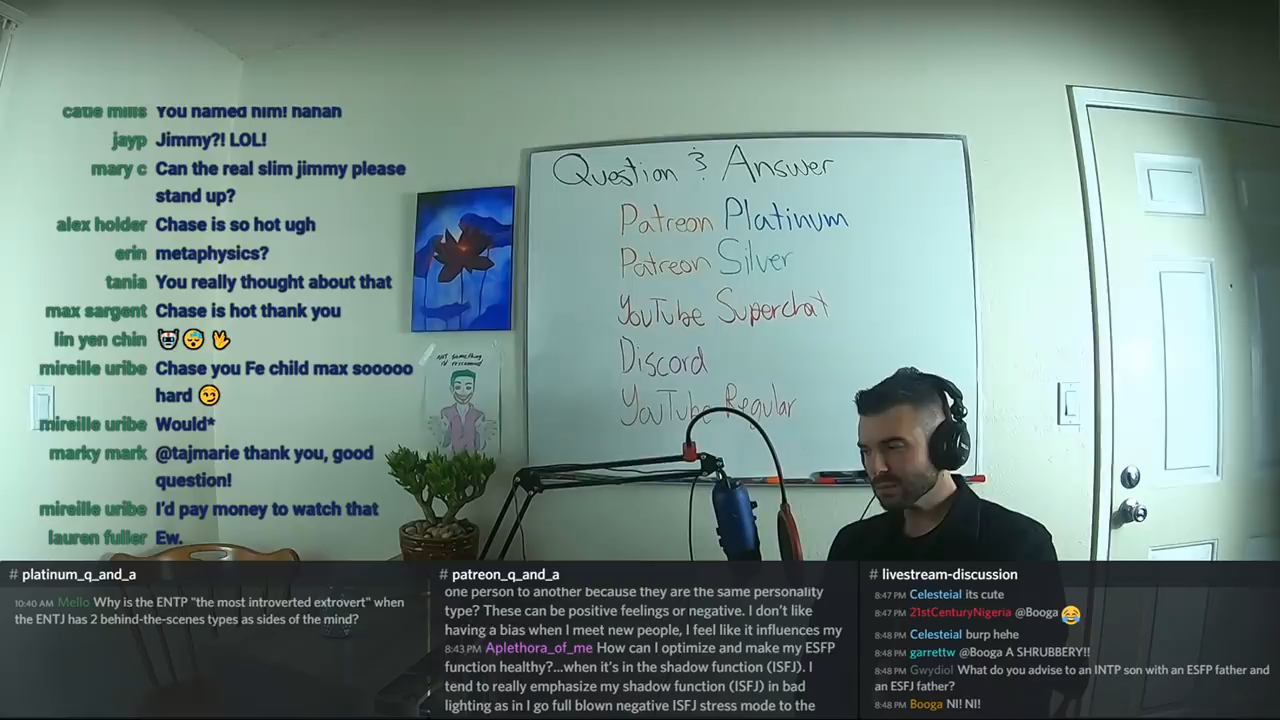 catie mills You named him! hahah
jayp Jimmy?! LOL!
mary c Can the real slim jimmy please
stand up?
alex holder Chase is so hot ugh
erin metaphysics?
tania You really thought about that
max sargent Chase is hot thank you
lin yen chin 
mireille uribe Chase you Fe child max sooooo
hard 😏
mireille uribe Would*
marky mark @tajmarie thank you, good
question!
mireille uribe I'd pay money to watch that
lauren fuller Ew.
Question & Answer
Patreon Platinum
Patreon Silver
YouTube Superchat
Discord
YouTube Regular
NOT SOMETHING
# platinum_q_and_a
10:40 AM Mello Why is the ENTP "the most introverted extrovert" when
the ENTJ has 2 behind-the-scenes types as sides of the mind?
# patreon_q_and_a
one person to another because they are the same personality
type? These can be positive feelings or negative. I don't like
having a bias when I meet new people, I feel like it influences my
8:43 PM Aplethora_of_me How can I optimize and make my ESFP
function healthy?...when it's in the shadow function (ISFJ). I
tend to really emphasize my shadow function (ISFJ) in bad
lighting as in I go full blown negative ISFJ stress mode to the
# livestream-discussion
8:47 PM Celesteial its cute
8:47 PM 21stCenturyNigeria @Booga 😂
8:48 PM Celesteial burp hehe
8:48 PM garrettw @Booga A SHRUBBERY!!
8:48 PM Gwydiol What do you advise to an INTP son with an ESFP father and
an ESFJ father?
8:48 PM Booga NI! NI!